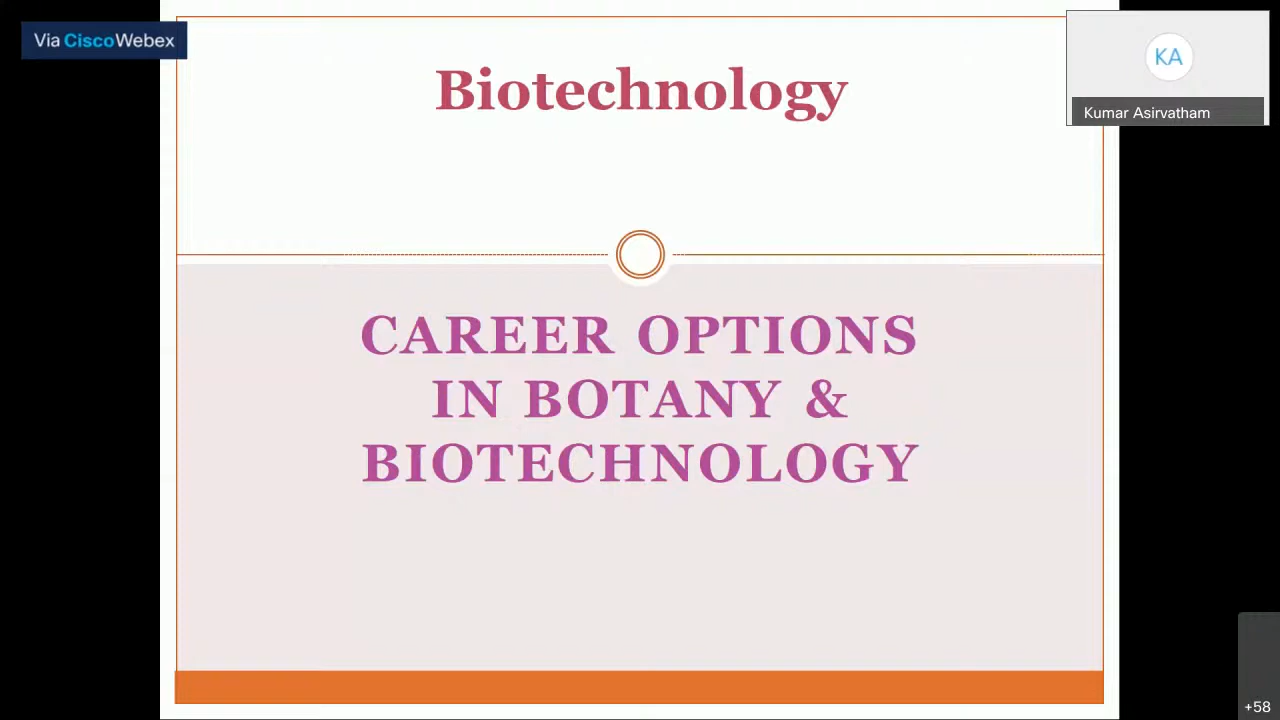 Via CiscoWebex
Biotechnology
KA
Kumar Asirvatham
CAREER OPTIONS
IN BOTANY &
BIOTECHNOLOGY
+58